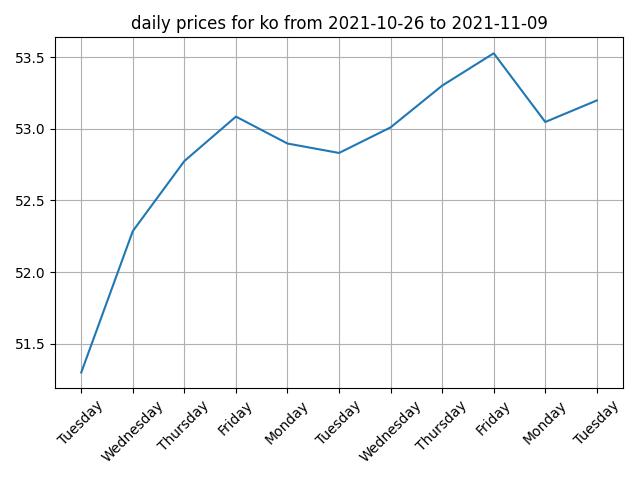 daily prices for ko from 2021-10-26 to 2021-11-09
53.5
53.0
52.5
52.0
51.5
Tuesday
Wednesday
Thursday
Friday
Monday
Tuesday
Wednesday
Thursday
Friday
Monday
Tuesday